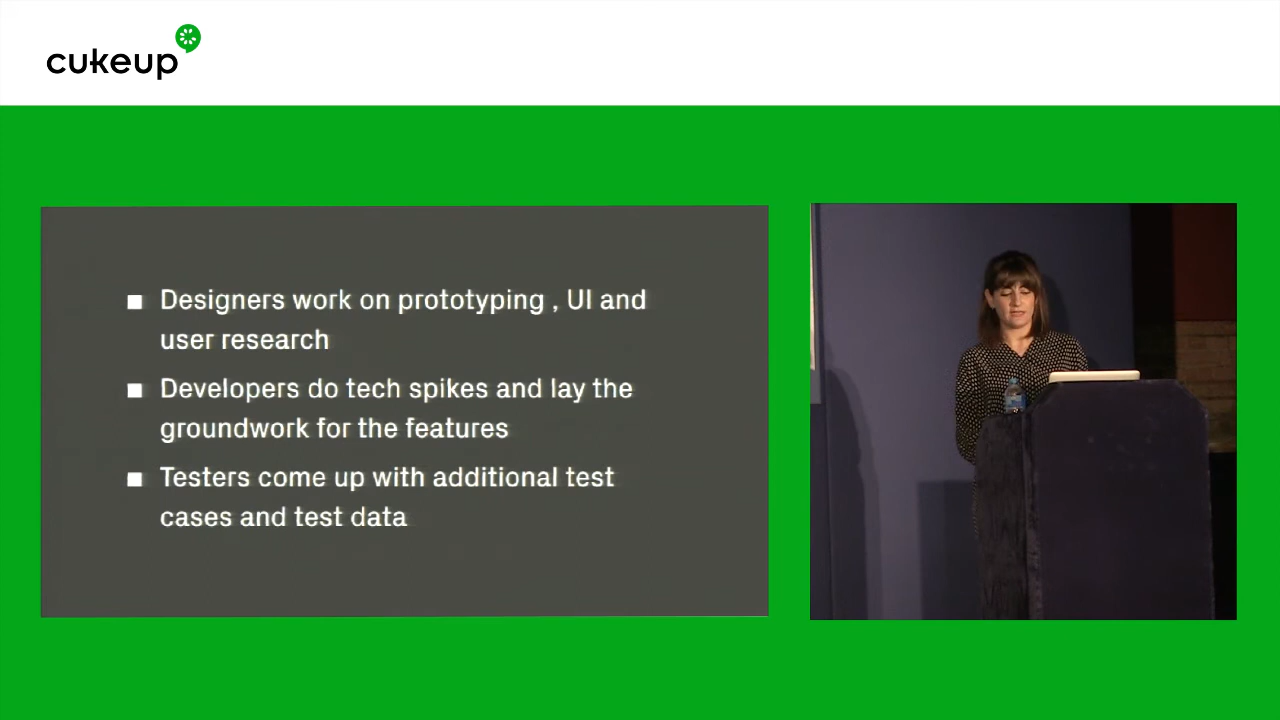 cukeup
Designers work on prototyping , UI and
user research
Developers do tech spikes and lay the
groundwork for the features
Testers come up with additional test
cases and test data